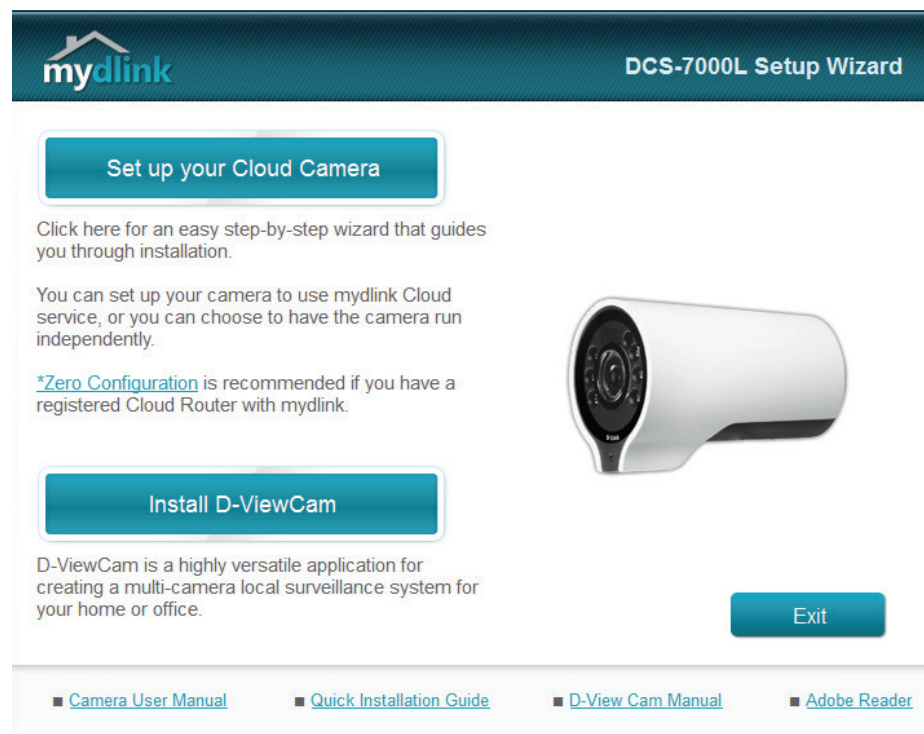 mydlink
DCS-7000L Setup Wizard
Set up your Cloud Camera
Click here for an easy step-by-step wizard that guides
you through installation.
You can set up your camera to use mydlink Cloud
service, or you can choose to have the camera run
independently.
*Zero Configuration is recommended if you have a
registered Cloud Router with mydlink.
D-Link
Install D-ViewCam
D-ViewCam is a highly versatile application for
creating a multi-camera local surveillance system for
your home or office.
Exit
■ Camera User Manual
■ Quick Installation Guide
■ D-View Cam Manual
■ Adobe Reader